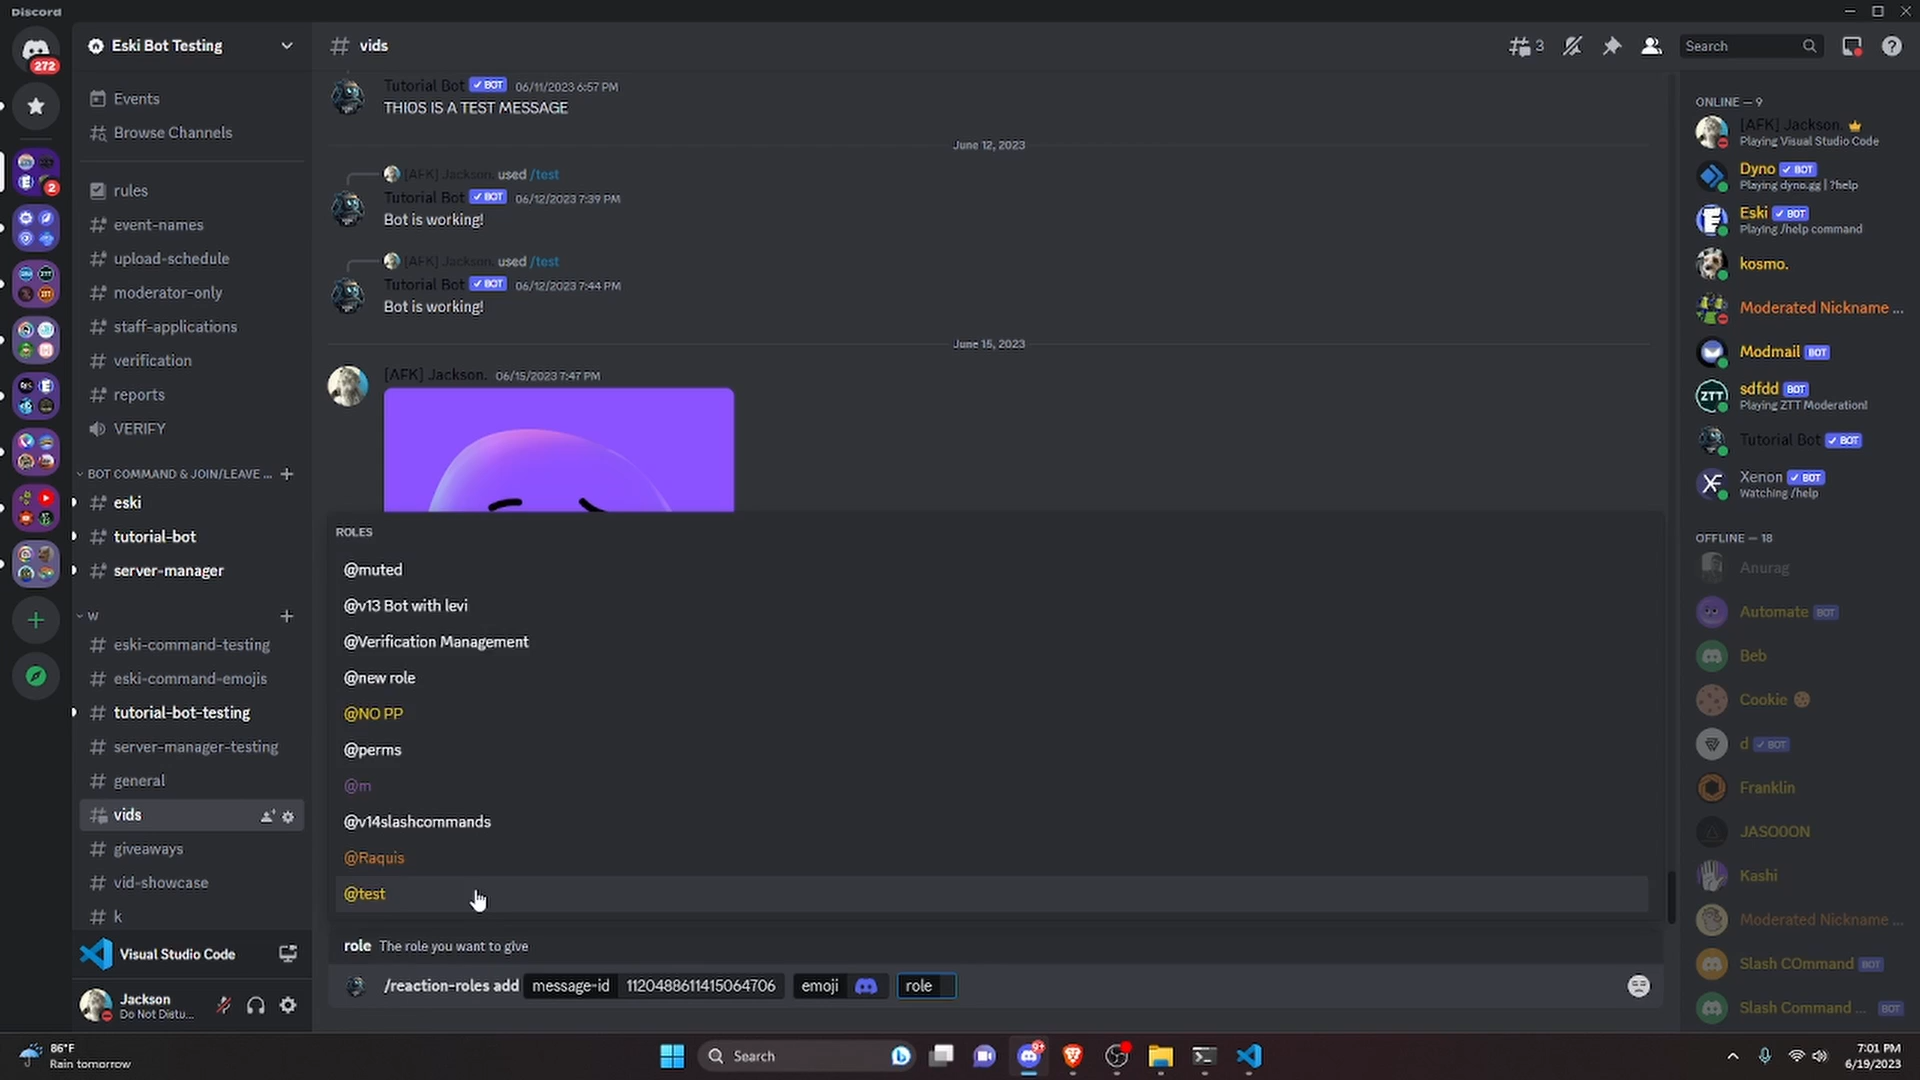 Discord
272
2
Eski Bot Testing
Events
Browse Channels
rules
event-names
upload-schedule
moderator-only
staff-applications
verification
reports
VERIFY
BOT COMMAND & JOIN/LEAVE ...
eski
tutorial-bot
server-manager
W
eski-command-testing
eski-command-emojis
tutorial-bot-testing
server-manager-testing
general
vids
giveaways
vid-showcase
k
Visual Studio Code
Jackson
Do Not Distu...
# vids
3
Search
Tutorial Bot BOT 06/11/2023 6:57 PM
THIOS IS A TEST MESSAGE
June 12, 2023
[AFK] Jackson. used /test
Tutorial Bot BOT 06/12/2023 7:39 PM
Bot is working!
[AFK] Jackson. used /test
Tutorial Bot BOT 06/12/2023 7:44 PM
Bot is working!
June 15, 2023
[AFK] Jackson. 06/15/2023 7:47 PM
ROLES
@muted
@v13 Bot with levi
@Verification Management
@new role
@NO PP
@perms
@m
@v14slashcommands
@Raquis
@test
role The role you want to give
/reaction-roles add message-id 1120488611415064706 emoji role
ONLINE — 9
[AFK] Jackson.
Playing Visual Studio Code
Dyno BOT
Playing dyno.gg | ?help
Eski BOT
Playing /help command
kosmo.
Moderated Nickname ...
Modmail BOT
ZTT
sdfdd BOT
Playing ZTT Moderation!
Tutorial Bot BOT
Xenon BOT
Watching /help
OFFLINE — 18
Anurag
Automate BOT
Beb
Cookie
d BOT
Franklin
JASO0ON
Kashi
Moderated Nickname ...
Slash COmmand BOT
Slash Command ... BOT
86°F
Rain tomorrow
Search
9+
7:01 PM
6/19/2023